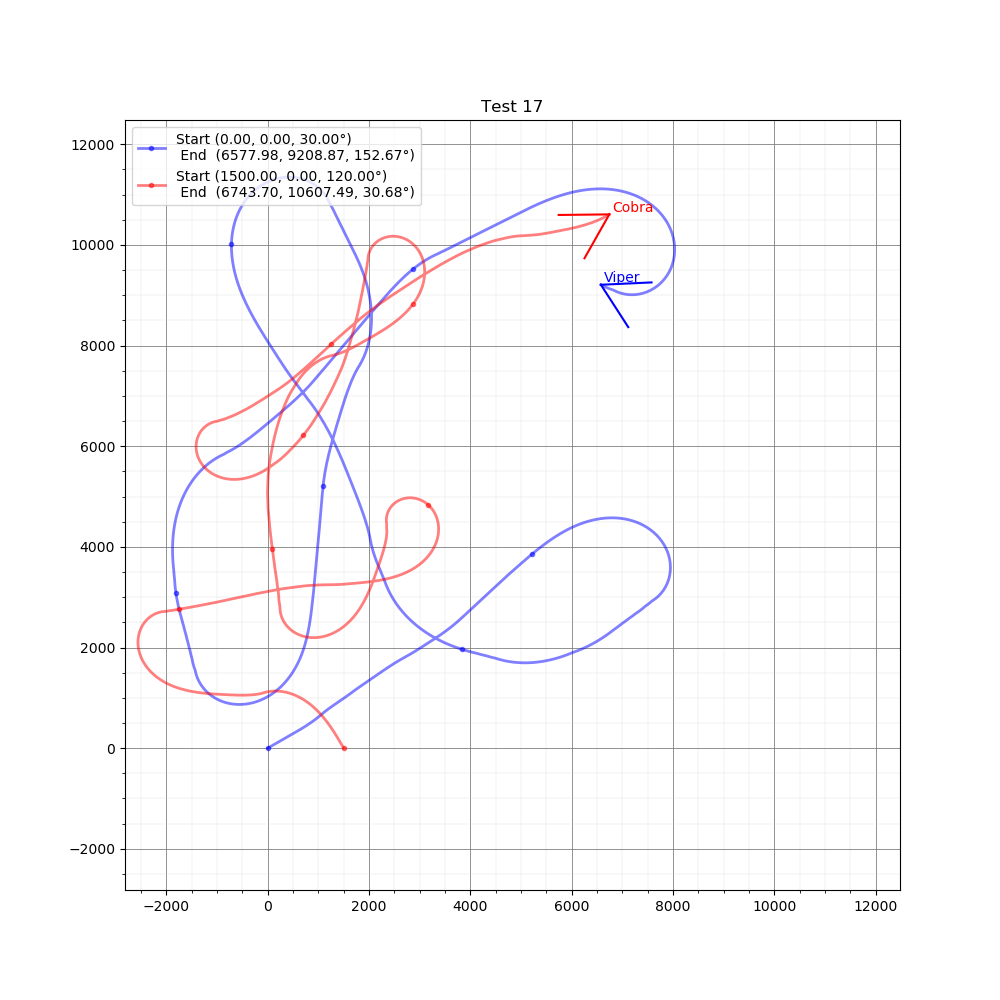 Test 17
Start (0.00, 0.00, 30.00°)
End (6577.98, 9208.87, 152.67°)
Start (1500.00, 0.00, 120.00°)
End (6743.70, 10607.49, 30.68°)
Cobra
Viper
12000
10000
8000
6000
4000
2000
0
−2000
−2000 0 2000 4000 6000 8000 10000 12000